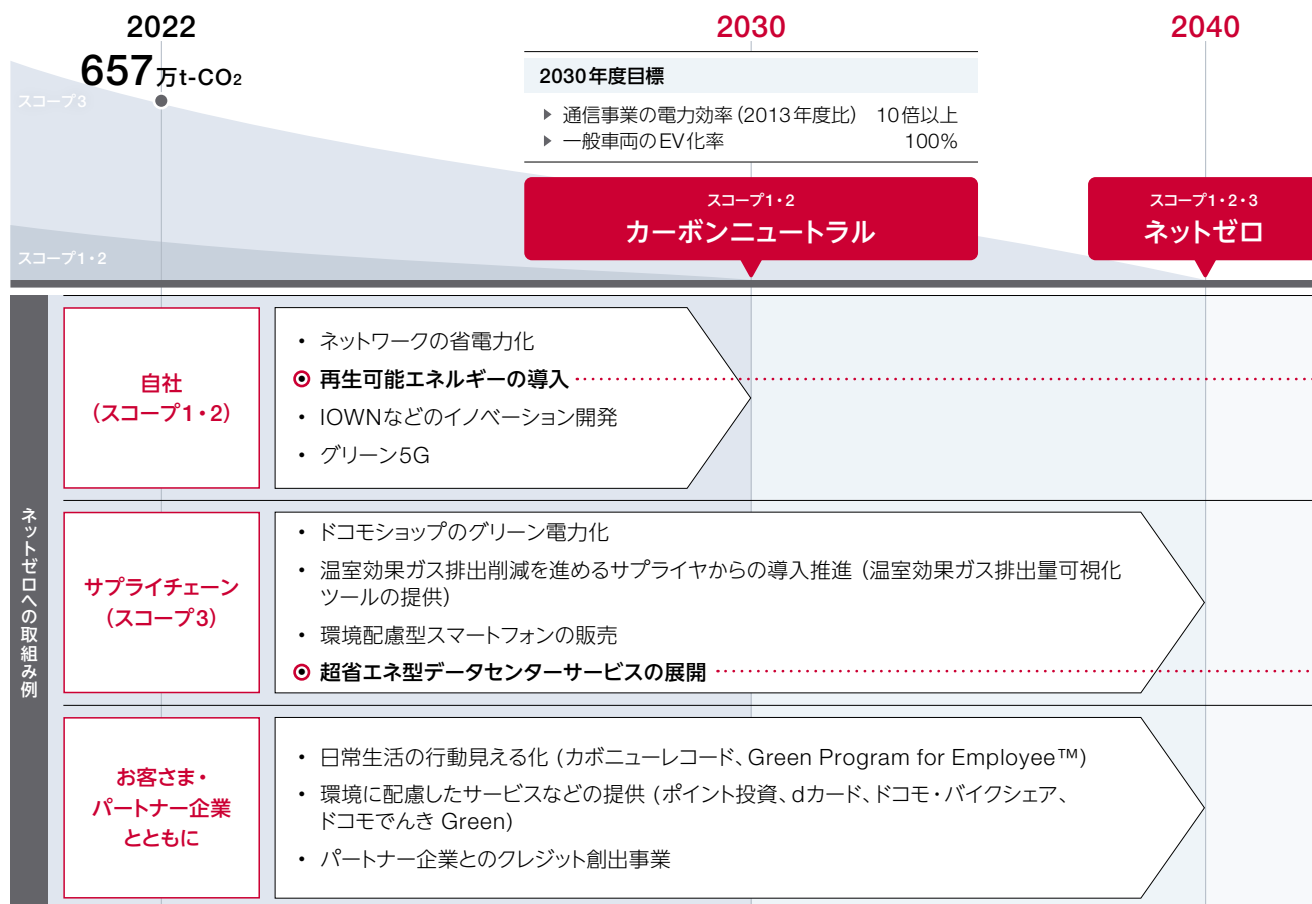 2022
2030
2040
657万t-CO₂
スコープ3
スコープ1・2
2030年度目標
▶ 通信事業の電力効率（2013年度比） 10倍以上
▶ 一般車両のEV化率 100%
スコープ1・2
カーボンニュートラル
スコープ1・2・3
ネットゼロ
ネットゼロへの取組み例
自社
（スコープ1・2）
・ ネットワークの省電力化
再生可能エネルギーの導入
・ IOWNなどのイノベーション開発
・ グリーン5G
サプライチェーン
（スコープ3）
・ ドコモショップのグリーン電力化
・ 温室効果ガス排出削減を進めるサプライヤからの導入推進（温室効果ガス排出量可視化
ツールの提供）
・ 環境配慮型スマートフォンの販売
超省エネ型データセンターサービスの展開
お客さま・
パートナー企業
とともに
・ 日常生活の行動見える化（カボニューレコード、Green Program for Employee™）
・ 環境に配慮したサービスなどの提供（ポイント投資、dカード、ドコモ・バイクシェア、
ドコモでんき Green）
・ パートナー企業とのクレジット創出事業